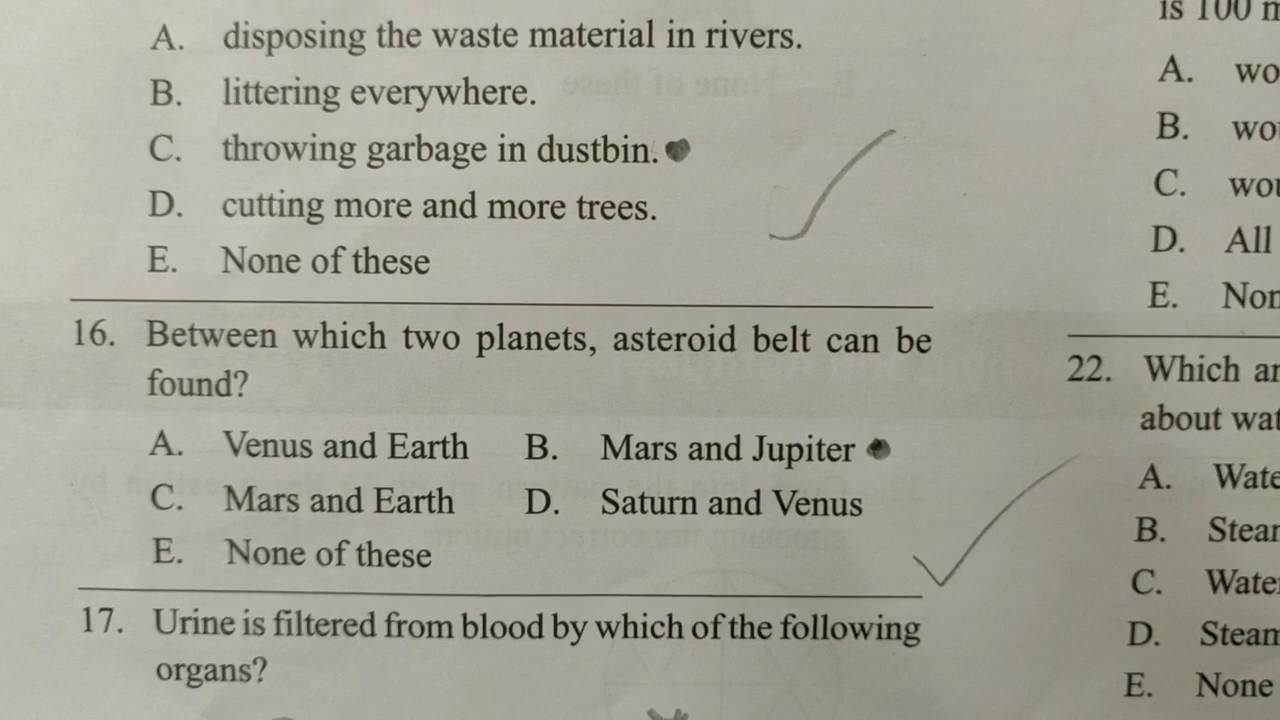 A. disposing the waste material in rivers.
B. littering everywhere.
C. throwing garbage in dustbin.
D. cutting more and more trees.
E. None of these
16. Between which two planets, asteroid belt can be
found?
A. Venus and Earth B. Mars and Jupiter
C. Mars and Earth D. Saturn and Venus
E. None of these
17. Urine is filtered from blood by which of the following
organs?
is 100
A.
B.
C.
D. All
E.
22. Which
about
A.
B.
C.
D.
E. None